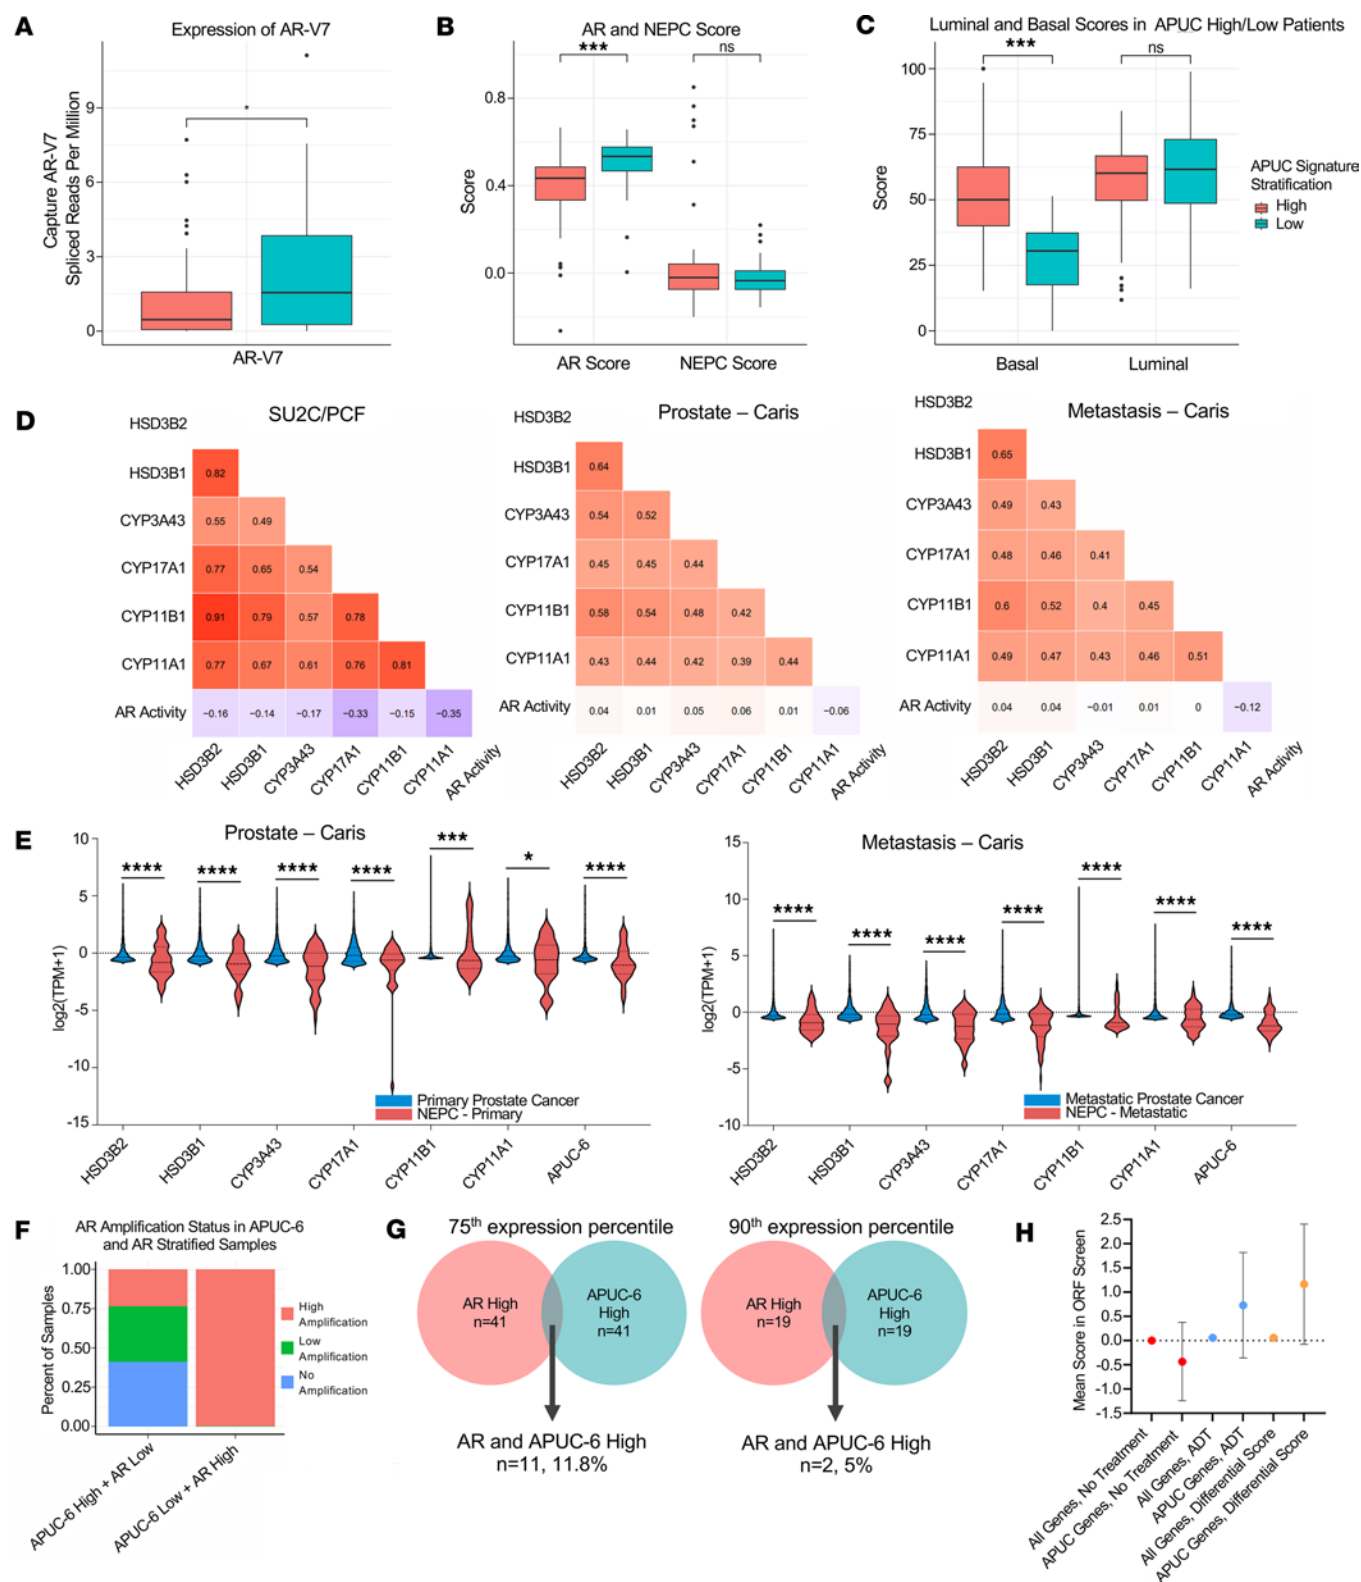 A
Expression of AR-V7
Capture AR-V7
Spliced Reads Per Million
9
6
3
0
*
AR-V7
B
AR and NEPC Score
***
ns
Score
0.8
0.4
0.0
AR Score
NEPC Score
C
Luminal and Basal Scores in APUC High/Low Patients
***
ns
Score
100
75
50
25
0
Basal
Luminal
APUC Signature
Stratification
High
Low
D
SU2C/PCF
HSD3B2
HSD3B1 0.82
CYP3A43 0.55 0.49
CYP17A1 0.77 0.65 0.54
CYP11B1 0.91 0.79 0.57 0.78
CYP11A1 0.77 0.67 0.61 0.76 0.81
AR Activity −0.16 −0.14 −0.17 −0.33 −0.15 −0.35
HSD3B2 HSD3B1 CYP3A43 CYP17A1 CYP11B1 CYP11A1 AR Activity
Prostate – Caris
HSD3B2
HSD3B1 0.64
CYP3A43 0.54 0.52
CYP17A1 0.45 0.45 0.44
CYP11B1 0.58 0.54 0.48 0.42
CYP11A1 0.43 0.44 0.42 0.39 0.44
AR Activity 0.04 0.01 0.05 0.06 0.01 −0.06
HSD3B2 HSD3B1 CYP3A43 CYP17A1 CYP11B1 CYP11A1 AR Activity
Metastasis – Caris
HSD3B2
HSD3B1 0.65
CYP3A43 0.49 0.43
CYP17A1 0.48 0.46 0.41
CYP11B1 0.6 0.52 0.4 0.45
CYP11A1 0.49 0.47 0.43 0.46 0.51
AR Activity 0.04 0.04 −0.01 0.01 0 −0.12
HSD3B2 HSD3B1 CYP3A43 CYP17A1 CYP11B1 CYP11A1 AR Activity
E
Prostate – Caris
log2(TPM+1)
10
5
0
-5
-10
-15
**** **** **** **** *** * ****
Primary Prostate Cancer
NEPC - Primary
HSD3B2 HSD3B1 CYP3A43 CYP17A1 CYP11B1 CYP11A1 APUC-6
Metastasis – Caris
log2(TPM+1)
15
10
5
0
-5
-10
**** **** **** **** **** **** ****
Metastatic Prostate Cancer
NEPC - Metastatic
HSD3B2 HSD3B1 CYP3A43 CYP17A1 CYP11B1 CYP11A1 APUC-6
F
AR Amplification Status in APUC-6
and AR Stratified Samples
Percent of Samples
1.00
0.75
0.50
0.25
0.00
High
Amplification
Low
Amplification
No
Amplification
APUC-6 High + AR Low
APUC-6 Low + AR High
G
75th expression percentile
AR High
n=41
APUC-6
High
n=41
AR and APUC-6 High
n=11, 11.8%
90th expression percentile
AR High
n=19
APUC-6
High
n=19
AR and APUC-6 High
n=2, 5%
H
Mean Score in ORF Screen
2.5
2.0
1.5
1.0
0.5
0.0
-0.5
-1.0
-1.5
All Genes, No Treatment
APUC Genes, No Treatment
All Genes, ADT
APUC Genes, ADT
All Genes, Differential Score
APUC Genes, Differential Score